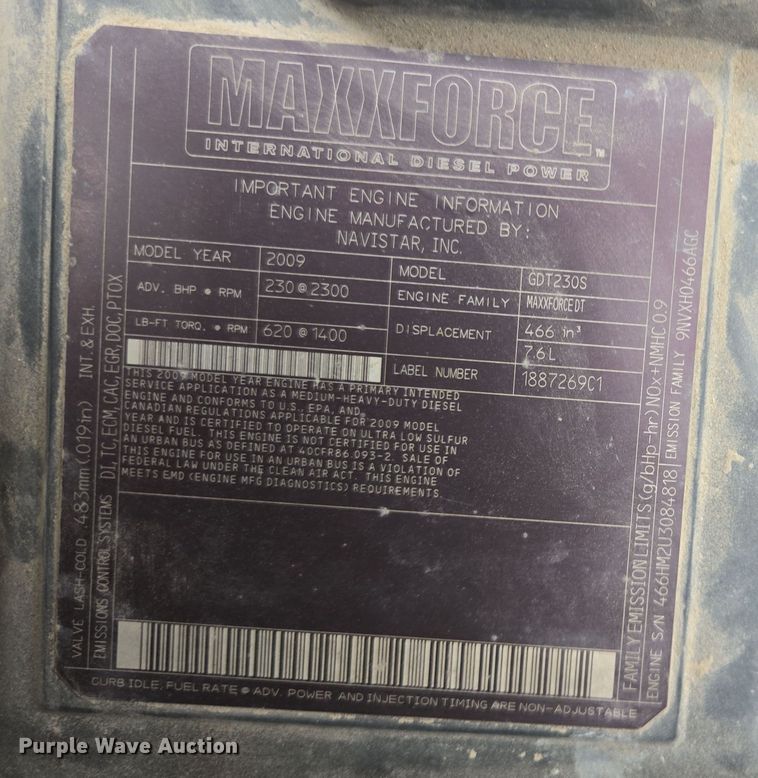 MAXXFORCE™
INTERNATIONAL DIESEL POWER
IMPORTANT ENGINE INFORMATION
ENGINE MANUFACTURED BY:
NAVISTAR, INC.
MODEL YEAR 2009
ADV. BHP @ RPM 230 @ 2300
LB-FT TORQ. @ RPM 620 @ 1400
MODEL GDT230S
ENGINE FAMILY MAXXFORCE DT
DISPLACEMENT 466 in³
7.6 L
LABEL NUMBER 1887269C1
THIS 2009 MODEL YEAR ENGINE HAS A PRIMARY INTENDED
SERVICE APPLICATION AS A MEDIUM-HEAVY-DUTY DIESEL
ENGINE AND CONFORMS TO U.S., EPA, AND
CANADIAN REGULATIONS APPLICABLE FOR 2009 MODEL
YEAR AND IS CERTIFIED TO OPERATE ON ULTRA LOW SULFUR
DIESEL FUEL. THIS ENGINE IS NOT CERTIFIED FOR USE IN
AN URBAN BUS AS DEFINED AT 40CFR86.093-2. SALE OF
THIS ENGINE FOR USE IN AN URBAN BUS IS A VIOLATION OF
FEDERAL LAW UNDER THE CLEAN AIR ACT. THIS ENGINE
MEETS EMD (ENGINE MFG DIAGNOSTICS) REQUIREMENTS.
VALVE LASH-COLD .483mm (.019in) INT. & EXH.
EMISSIONS CONTROL SYSTEMS DI, TC, ECM, CAC, EGR, DOC, PTOX
FAMILY EMISSION LIMITS (g/bHp-hr) NOx+NMHC 0.9
ENGINE S/N 466HM2U3084818 EMISSION FAMILY 9NVXH0466AGC
CURB IDLE, FUEL RATE @ ADV. POWER AND INJECTION TIMING ARE NON-ADJUSTABLE
Purple Wave Auction